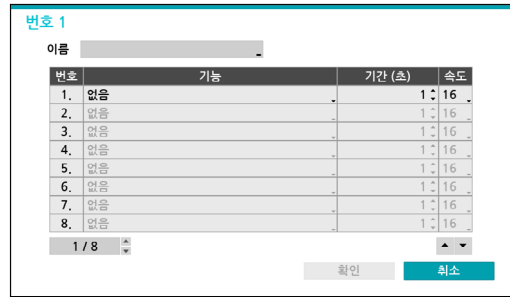 번호 1
이름
번호 기능 기간 (초) 속도
1. 없음 1 16
2. 없음 1 16
3. 없음 1 16
4. 없음 1 16
5. 없음 1 16
6. 없음 1 16
7. 없음 1 16
8. 없음 1 16
1 / 8
확인 취소